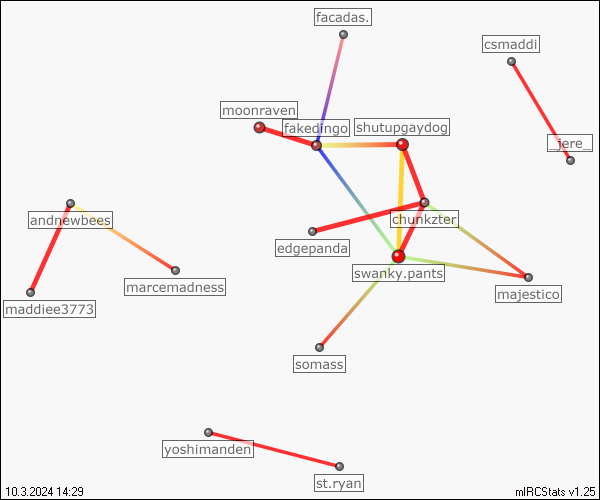 facadas.
csmaddi
moonraven
fakedingo
shutupgaydog
_jere_
andnewbees
chunkzter
edgepanda
swanky.pants
marcemadness
majestico
maddiee3773
somass
yoshimanden
st.ryan
10.3.2024 14:29
mIRCStats v1.25